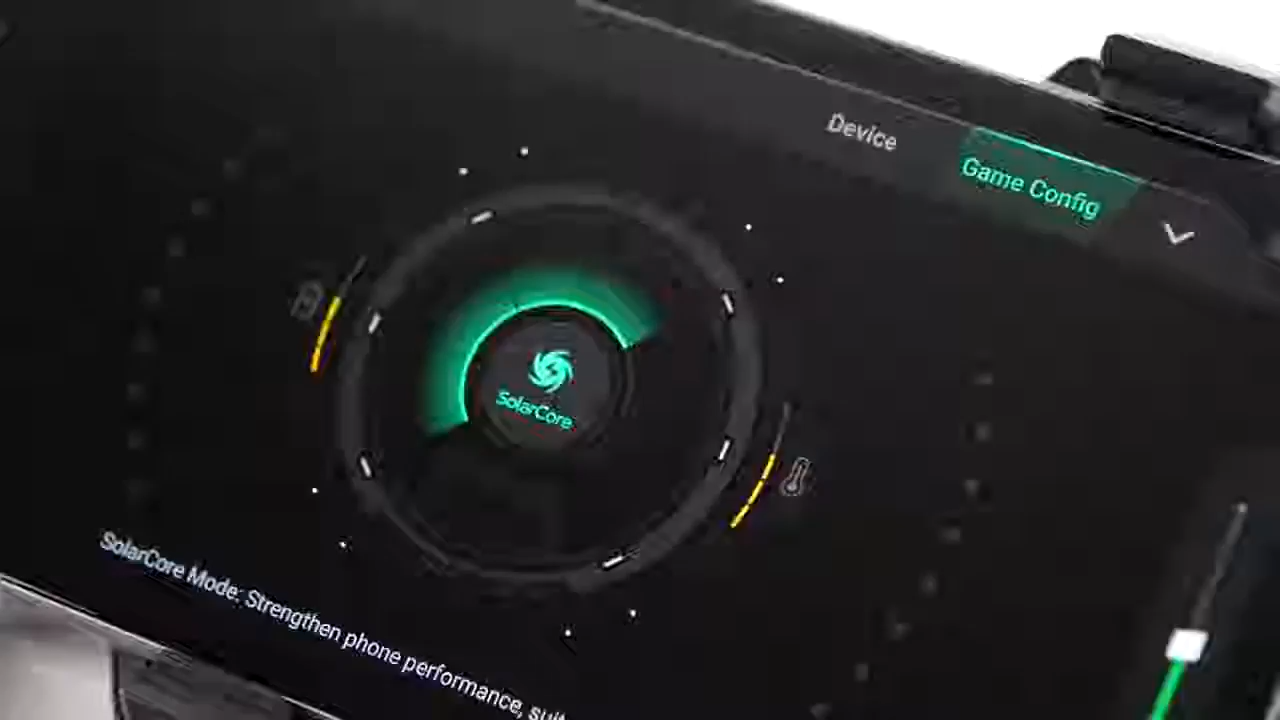 Device
Game Config
SolarCore
SolarCore Mode: Strengthen phone performance,